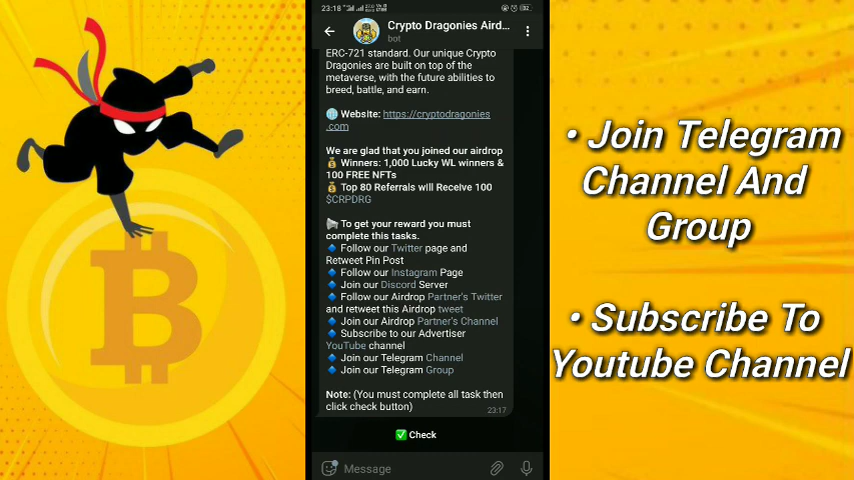 23:18
Crypto Dragonies Aird...
bot
ERC-721 standard. Our unique Crypto
Dragonies are built on top of the
metaverse, with the future abilities to
breed, battle, and earn.
Website: https://cryptodragonies
.com
We are glad that you joined our airdrop
Winners: 1,000 Lucky WL winners &
100 FREE NFTs
Top 80 Referrals will Receive 100
$CRPDRG
To get your reward you must
complete this tasks.
Follow our Twitter page and
Retweet Pin Post
Follow our Instagram Page
Join our Discord Server
Follow our Airdrop Partner's Twitter
and retweet this Airdrop tweet
Join our Airdrop Partner's Channel
Subscribe to our Advertiser
YouTube channel
Join our Telegram Channel
Join our Telegram Group
Note: (You must complete all task then
click check button)
23:17
✅ Check
Message
• Join Telegram
Channel And
Group
• Subscribe To
Youtube Channel